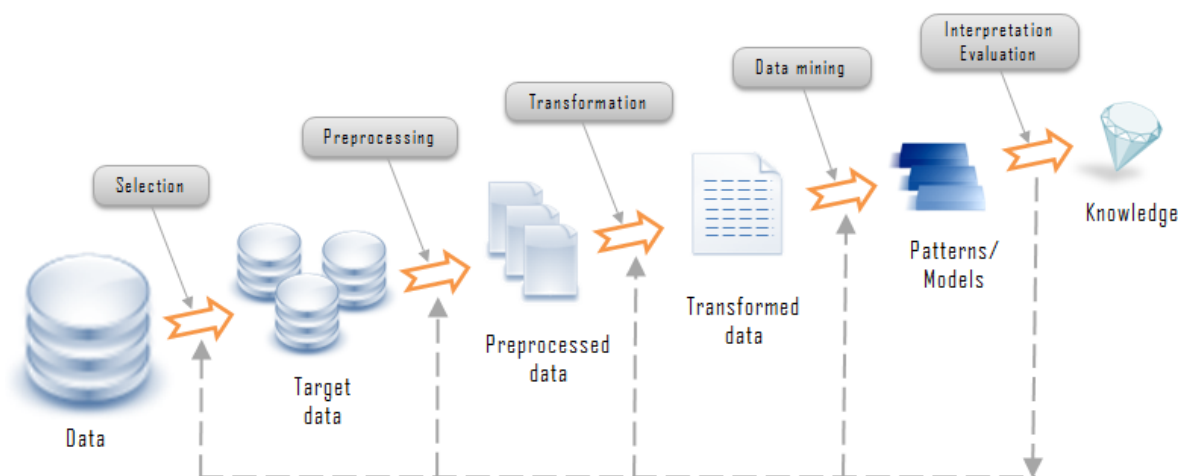 Interpretation
Evaluation
Data mining
Transformation
Preprocessing
Selection
Knowledge
Patterns/
Models
Transformed
data
Preprocessed
data
Target
data
Data